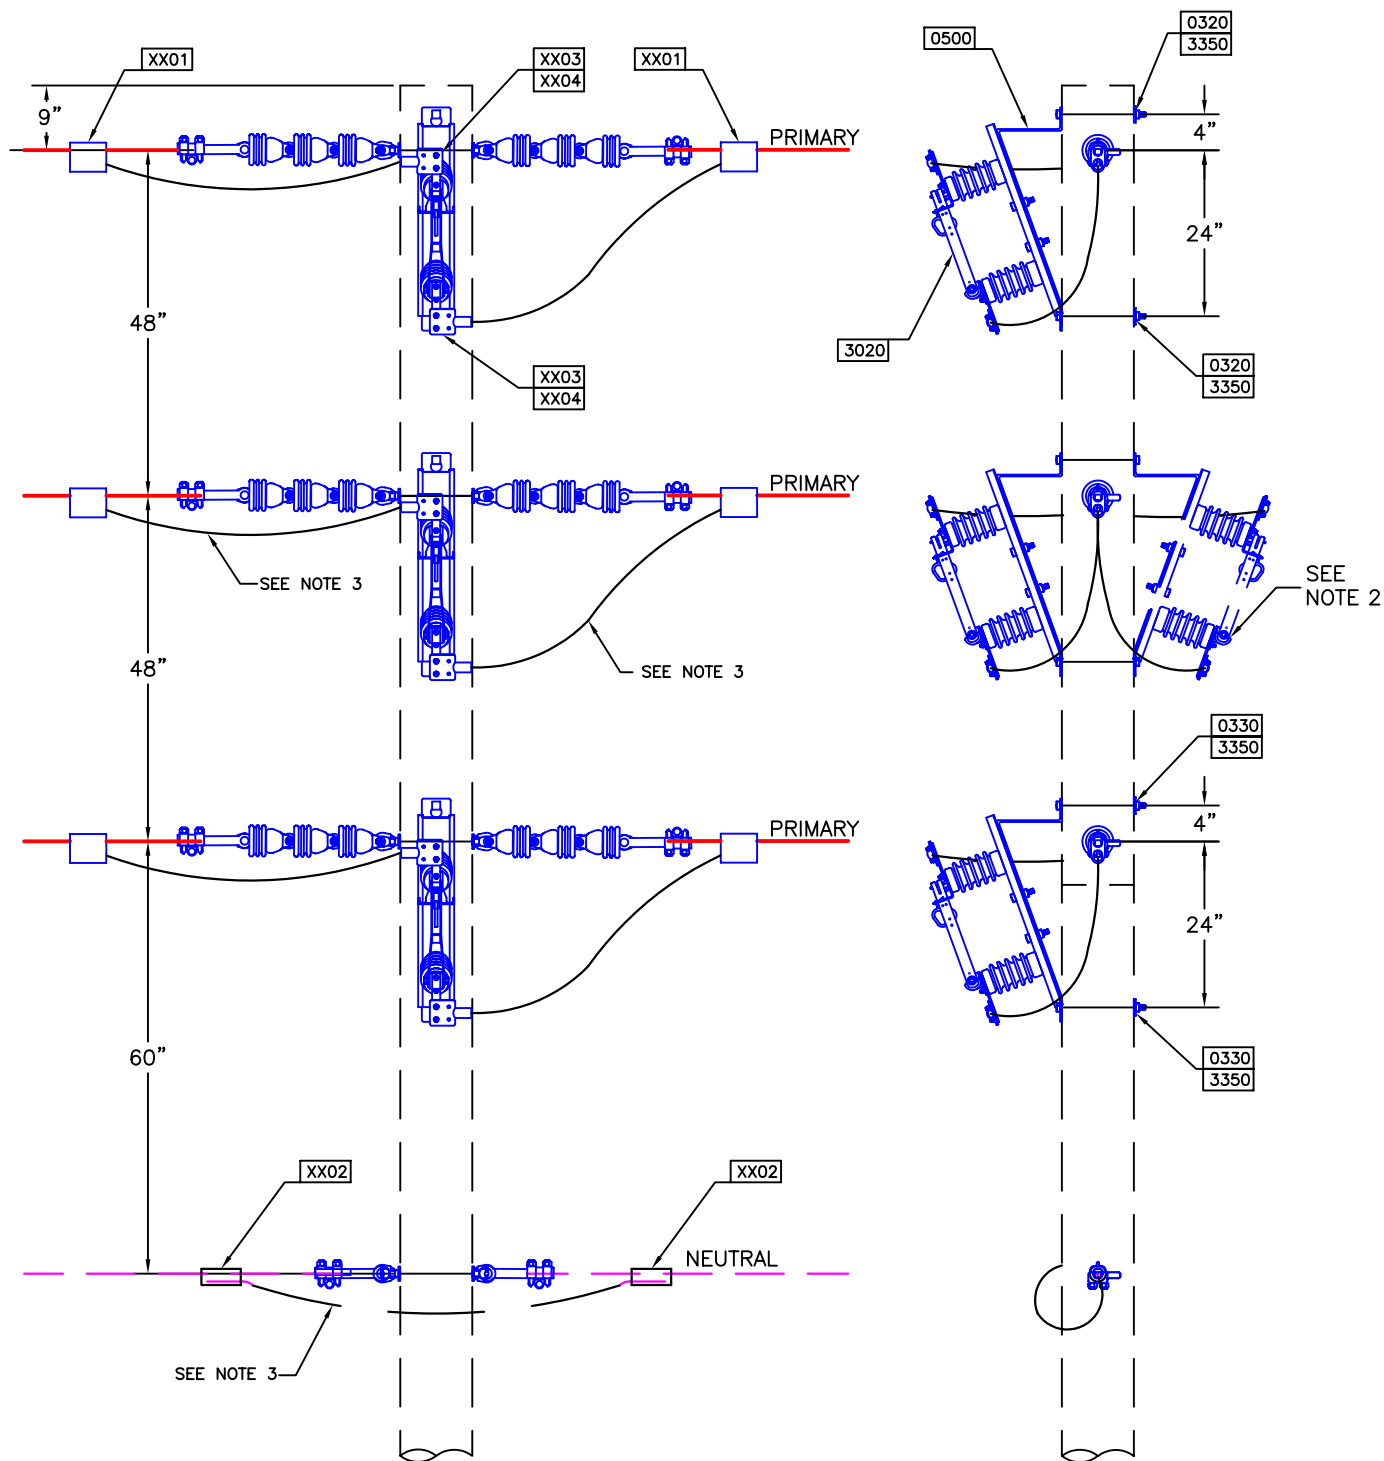 XX01
XX03
XX04
XX01
0500
0320
3350
9”
PRIMARY
4”
24”
48”
3020
XX03
XX04
0320
3350
PRIMARY
SEE NOTE 3
SEE
NOTE 2
48”
SEE NOTE 3
0330
3350
PRIMARY
4”
24”
60”
0330
3350
XX02
XX02
NEUTRAL
SEE NOTE 3